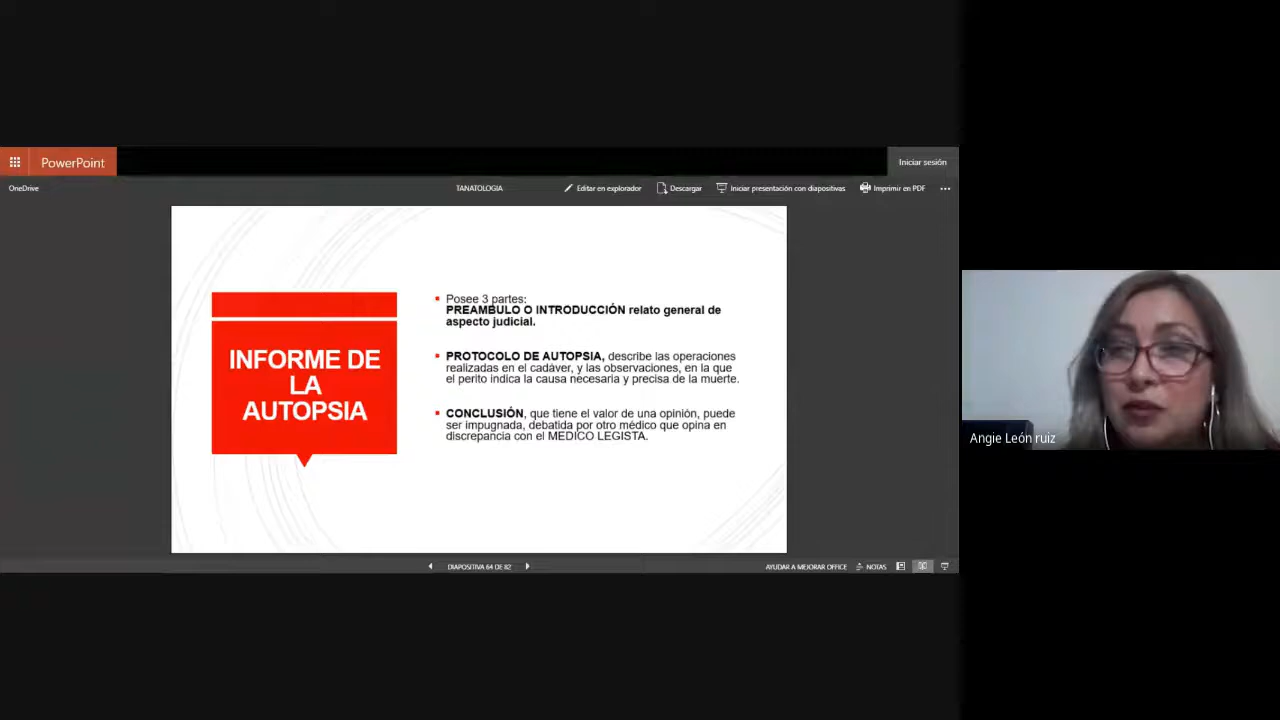 PowerPoint
Iniciar sesión
OneDrive
TANATOLOGIA
Editar en explorador
Descargar
Iniciar presentación con diapositivas
Imprimir en PDF
INFORME DE
LA
AUTOPSIA
Posee 3 partes:
PREAMBULO O INTRODUCCIÓN relato general de
aspecto judicial.
PROTOCOLO DE AUTOPSIA, describe las operaciones
realizadas en el cadáver, y las observaciones, en la que
el perito indica la causa necesaria y precisa de la muerte.
CONCLUSIÓN, que tiene el valor de una opinión, puede
ser impugnada, debatida por otro médico que opina en
discrepancia con el MEDICO LEGISTA.
Angie León ruiz
DIAPOSITIVA 64 DE 82
AYUDAR A MEJORAR OFFICE
NOTAS